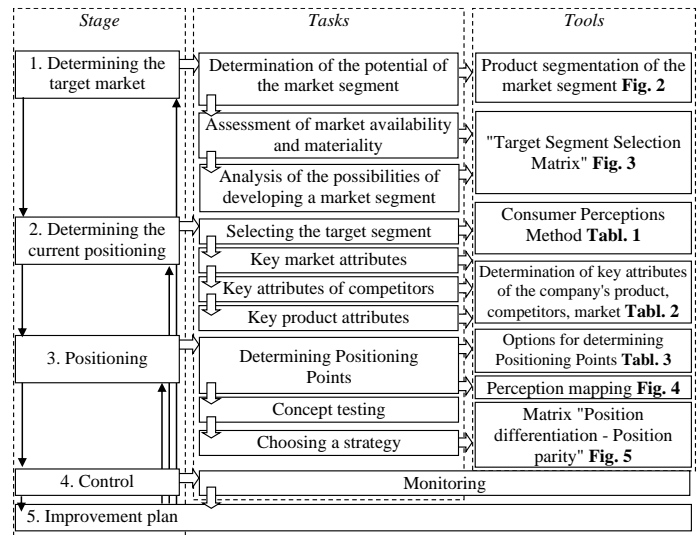 Stage
Tasks
Tools
1. Determining the
target market
Determination of the potential of
the market segment
Product segmentation of the
market segment Fig. 2
Assessment of market availability
and materiality
"Target Segment Selection
Matrix" Fig. 3
Analysis of the possibilities of
developing a market segment
2. Determining the
current positioning
Selecting the target segment
Consumer Perceptions
Method Tabl. 1
Key market attributes
Key attributes of competitors
Key product attributes
Determination of key attributes
of the company's product,
competitors, market Tabl. 2
3. Positioning
Determining Positioning
Points
Options for determining
Positioning Points Tabl. 3
Perception mapping Fig. 4
Concept testing
Choosing a strategy
Matrix "Position
differentiation - Position
parity" Fig. 5
4. Control
Monitoring
5. Improvement plan